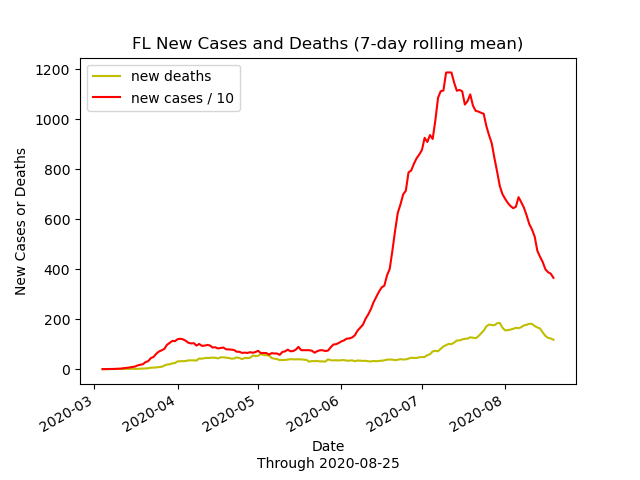 FL New Cases and Deaths (7-day rolling mean)
new deaths
new cases / 10
1200
1000
800
600
400
200
0
New Cases or Deaths
2020-03
2020-04
2020-05
2020-06
2020-07
2020-08
Date
Through 2020-08-25